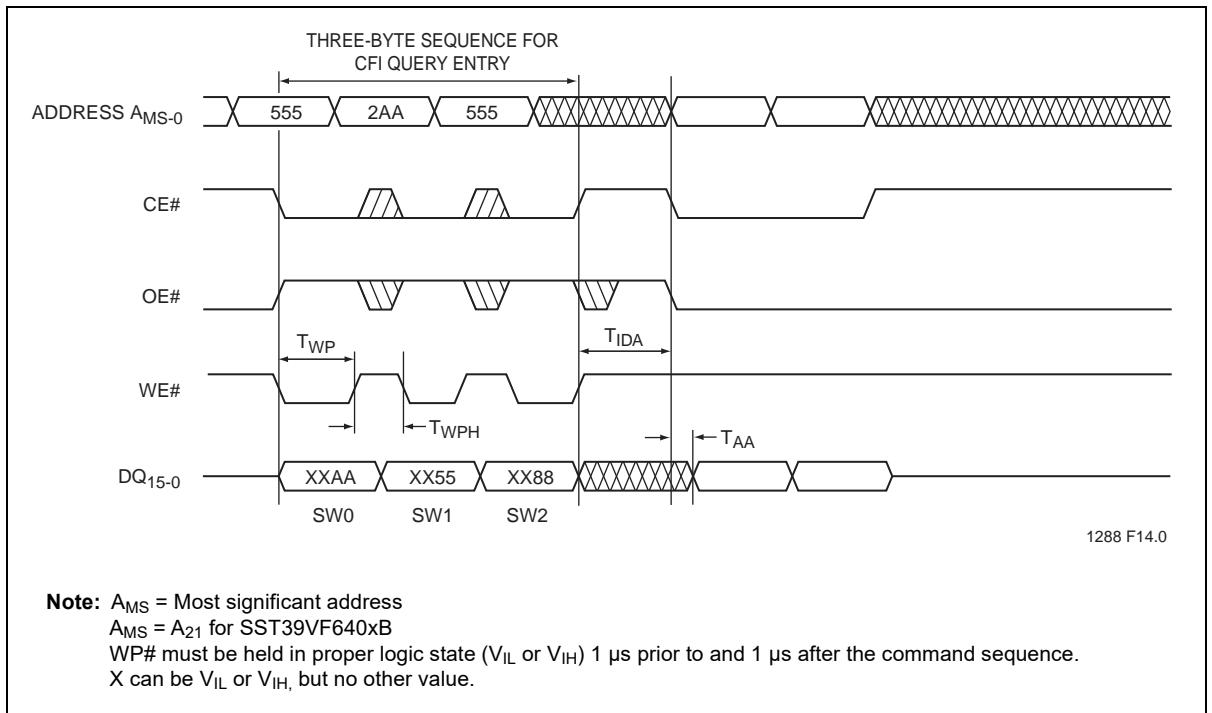 THREE-BYTE SEQUENCE FOR
CFI QUERY ENTRY
ADDRESS AMS-0
555 2AA 555
CE#
OE#
TWP
TIDA
WE#
TWPH
TAA
DQ15-0
XXAA XX55 XX88
SW0 SW1 SW2
1288 F14.0
Note: AMS = Most significant address
AMS = A21 for SST39VF640xB
WP# must be held in proper logic state (VIL or VIH) 1 µs prior to and 1 µs after the command sequence.
X can be VIL or VIH, but no other value.